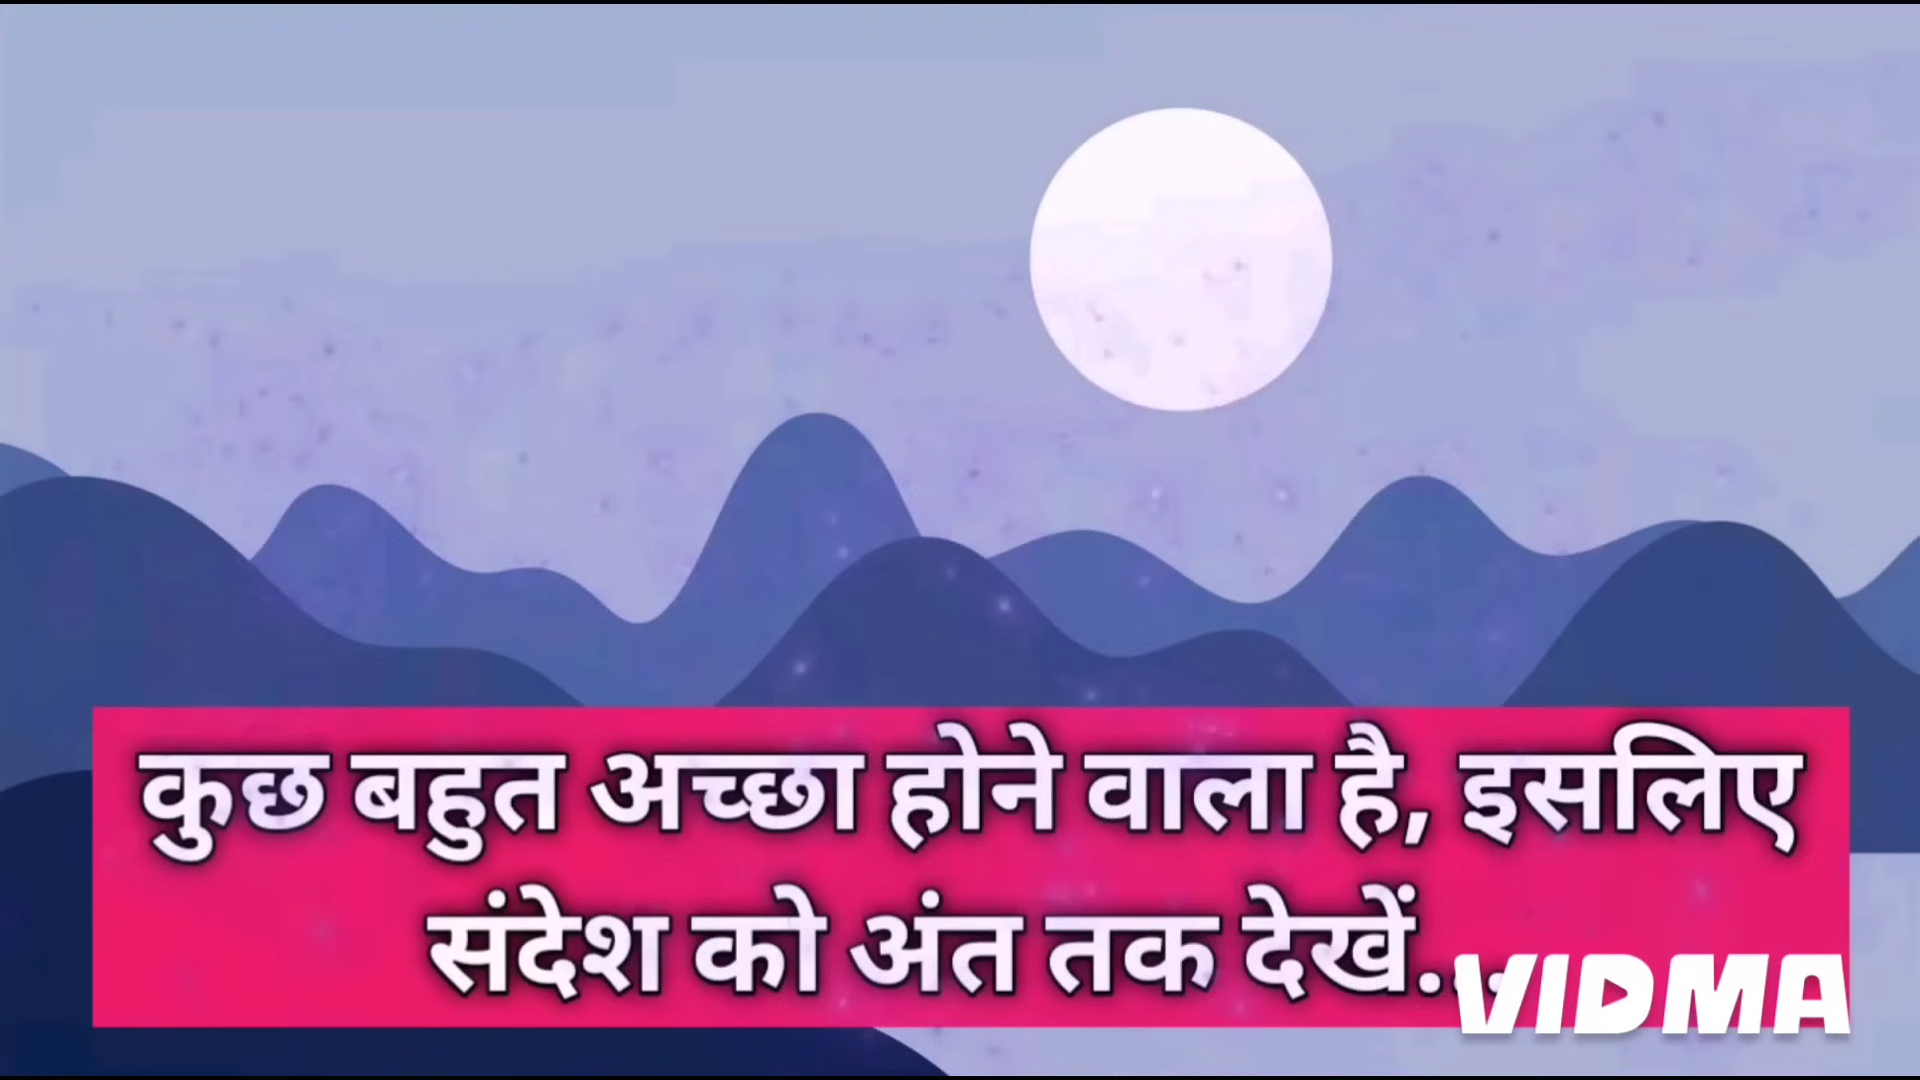 कुछ बहुत अच्छा होने वाला है, इसलिए
संदेश को अंत तक देखें...
VIDMA